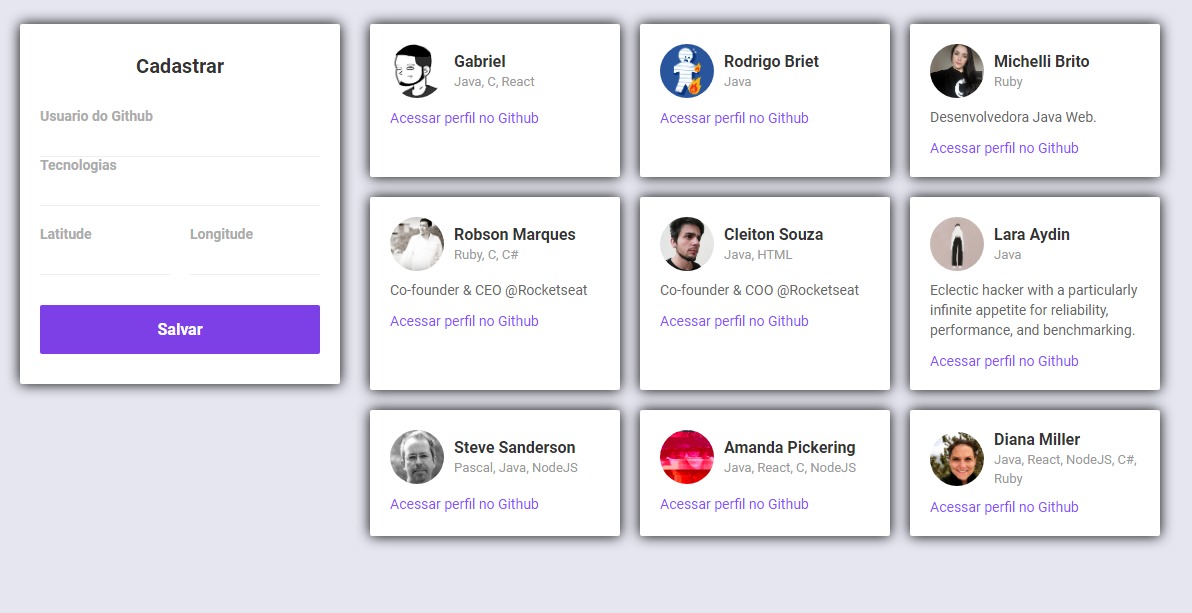 Cadastrar
Usuario do Github
Tecnologias
Latitude
Longitude
Salvar
Gabriel
Java, C, React
Acessar perfil no Github
Rodrigo Briet
Java
Acessar perfil no Github
Michelli Brito
Ruby
Desenvolvedora Java Web.
Acessar perfil no Github
Robson Marques
Ruby, C, C#
Co-founder & CEO @Rocketseat
Acessar perfil no Github
Cleiton Souza
Java, HTML
Co-founder & COO @Rocketseat
Acessar perfil no Github
Lara Aydin
Java
Eclectic hacker with a particularly
infinite appetite for reliability,
performance, and benchmarking.
Acessar perfil no Github
Steve Sanderson
Pascal, Java, NodeJS
Acessar perfil no Github
Amanda Pickering
Java, React, C, NodeJS
Acessar perfil no Github
Diana Miller
Java, React, NodeJS, C#,
Ruby
Acessar perfil no Github